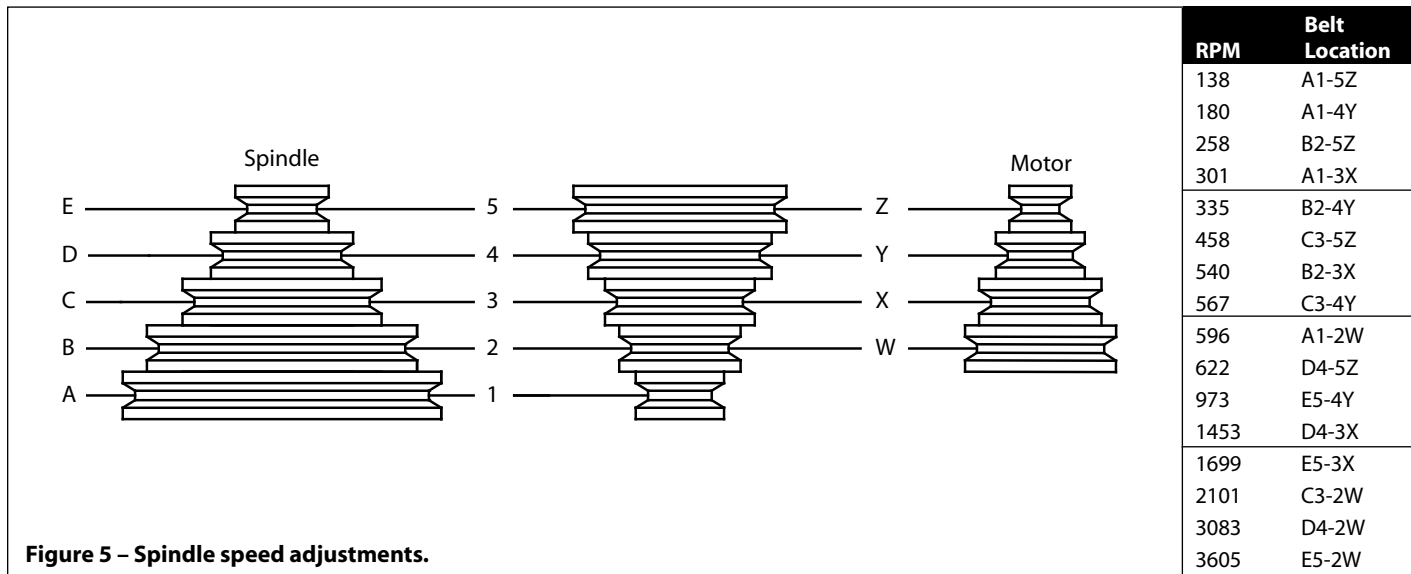 Spindle
Motor
E 5 Z
D 4 Y
C 3 X
B 2 W
A 1
Figure 5 – Spindle speed adjustments.
Belt
RPM Location
138 A1-5Z
180 A1-4Y
258 B2-5Z
301 A1-3X
335 B2-4Y
458 C3-5Z
540 B2-3X
567 C3-4Y
596 A1-2W
622 D4-5Z
973 E5-4Y
1453 D4-3X
1699 E5-3X
2101 C3-2W
3083 D4-2W
3605 E5-2W